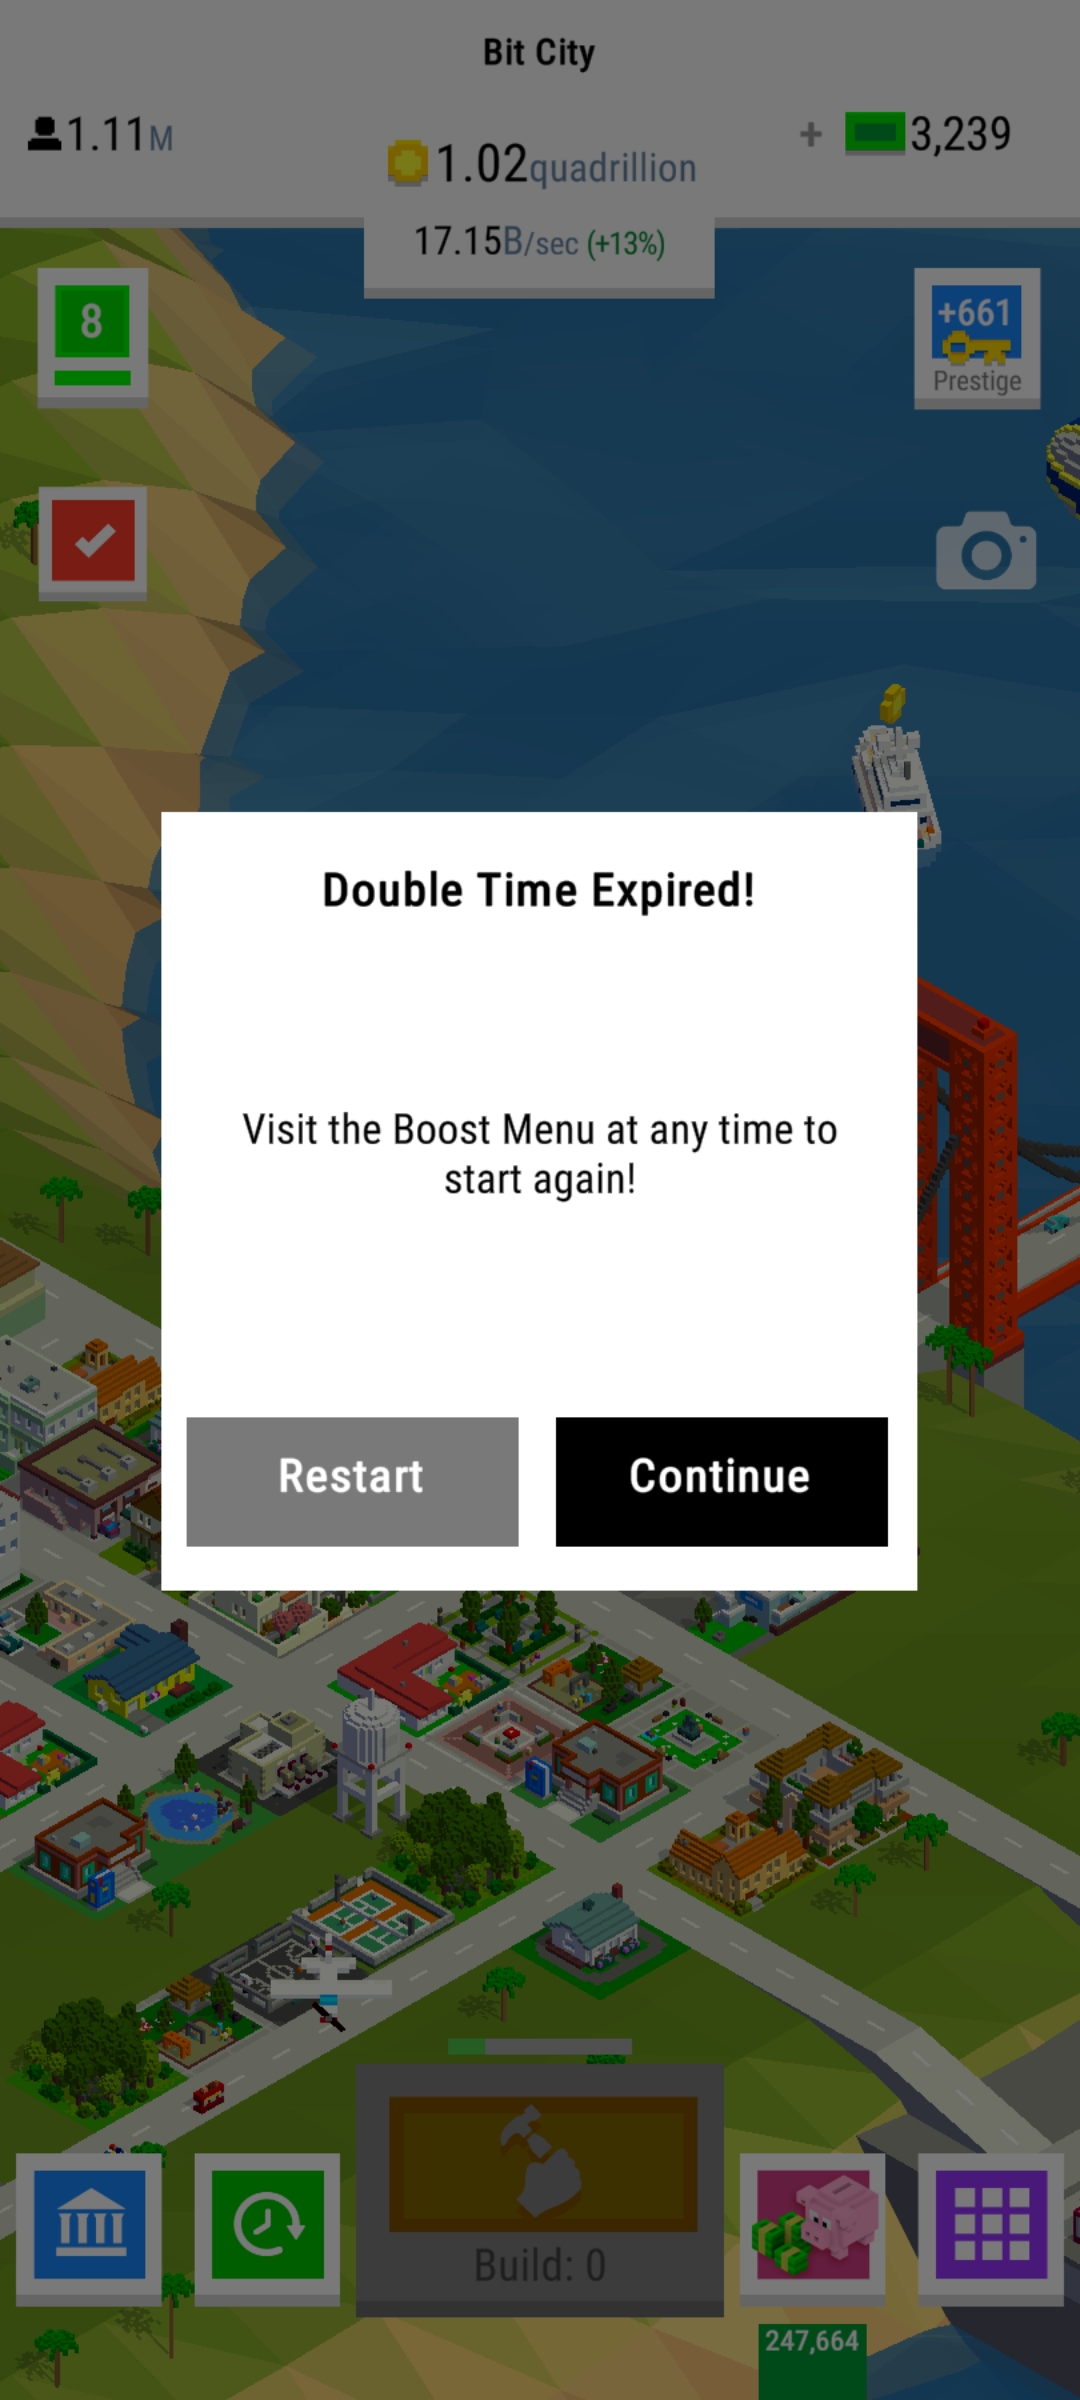 Bit City
1.11M
1.02quadrillion
+ 3,239
17.15B/sec (+13%)
8
+661
Prestige
Double Time Expired!
Visit the Boost Menu at any time to
start again!
Restart
Continue
Build: 0
247,664